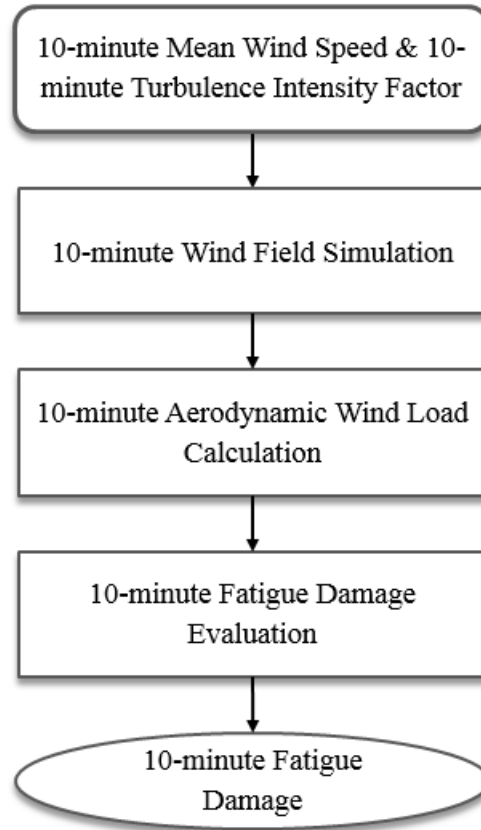 10-minute Mean Wind Speed & 10-
minute Turbulence Intensity Factor
10-minute Wind Field Simulation
10-minute Aerodynamic Wind Load
Calculation
10-minute Fatigue Damage
Evaluation
10-minute Fatigue
Damage